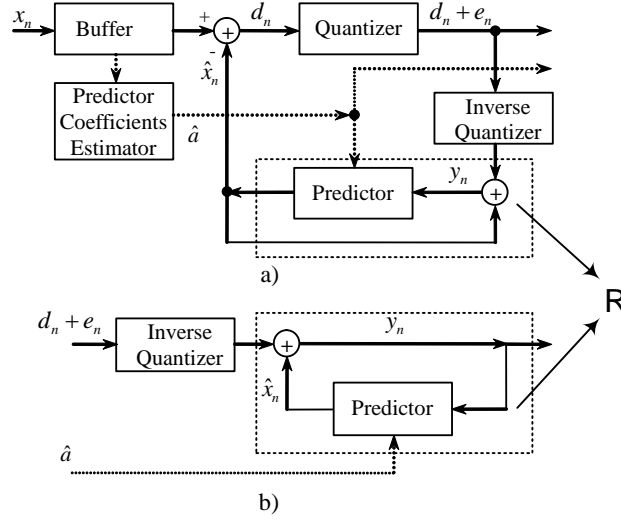 x_n
Buffer
+
+
-
d_n
Quantizer
d_n + e_n
x̂_n
Predictor
Coefficients
Estimator
â
Inverse
Quantizer
Predictor
y_n
+
a)
R
d_n + e_n
Inverse
Quantizer
+
y_n
x̂_n
Predictor
â
b)